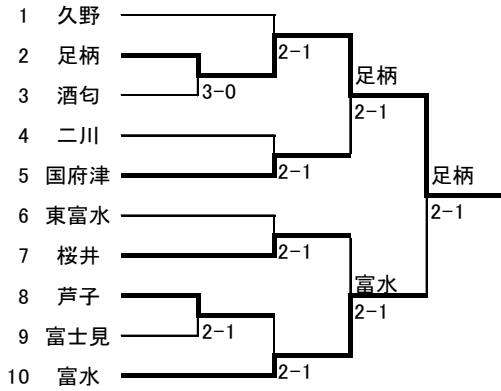 1 久野
2-1
2 足柄
足柄
3-0
3 酒匂
2-1
4 二川
2-1
5 国府津
足柄
2-1
6 東富水
2-1
7 桜井
富水
8 芦子
2-1
2-1
9 富士見
2-1
10 富水